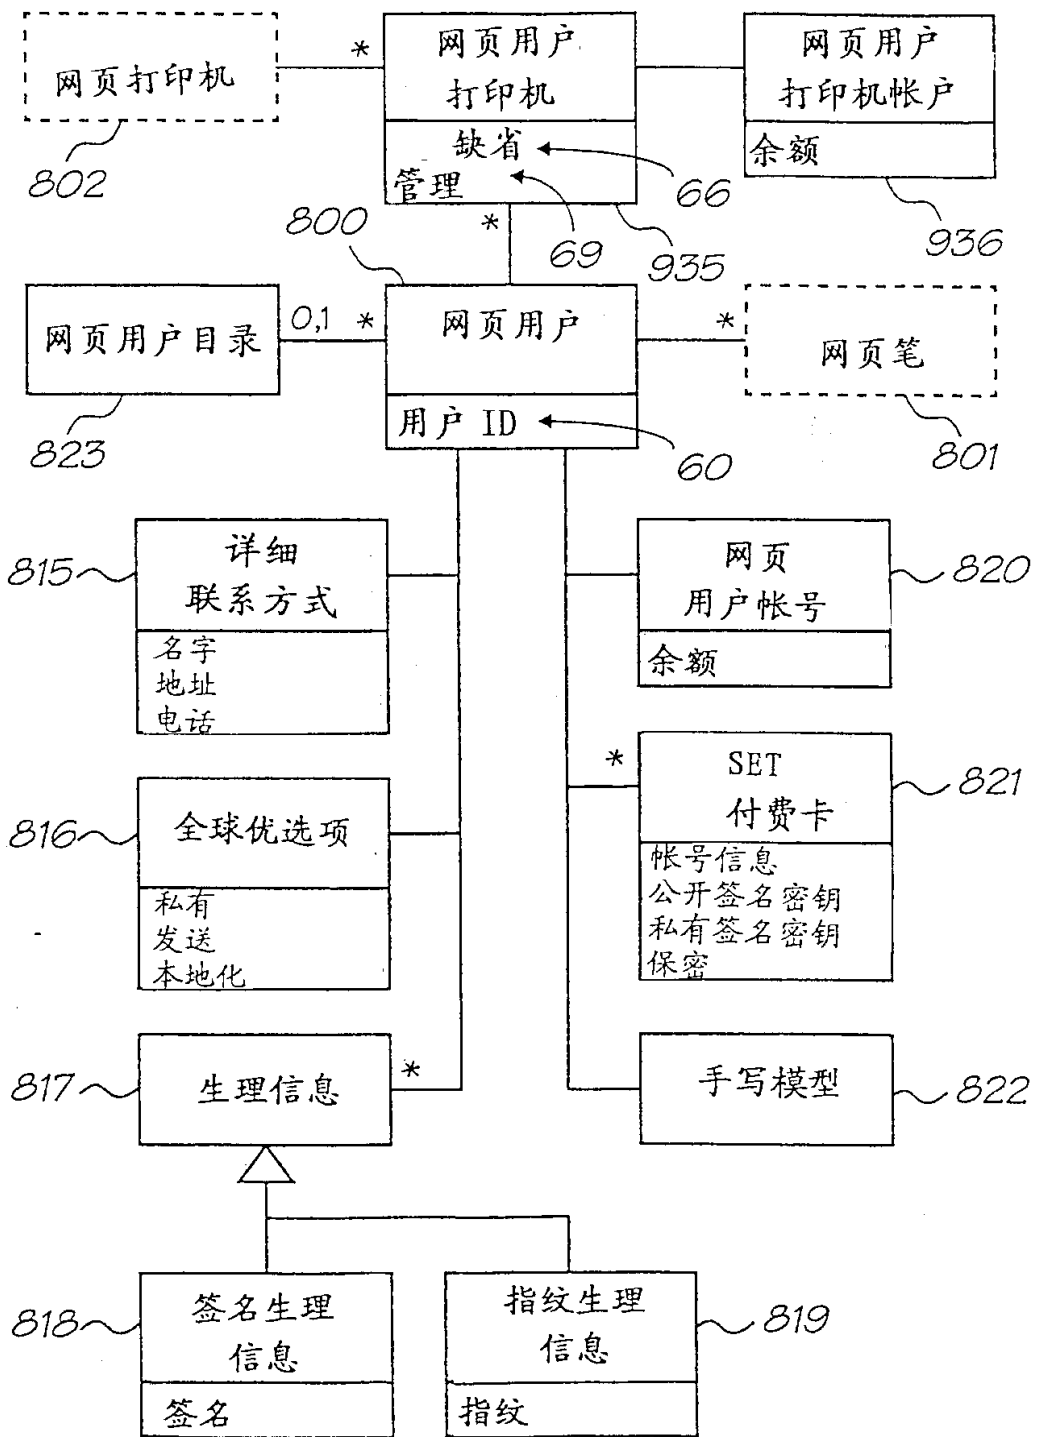 网页打印机
802
*
网页用户
打印机
缺省
管理
66
69
935
网页用户
打印机帐户
余额
936
*
800
网页用户目录
823
0,1
*
网页用户
用户 ID
60
*
网页笔
801
815
详细
联系方式
名字
地址
电话
网页
用户帐号
余额
820
816
全球优选项
私有
发送
本地化
*
SET
付费卡
帐号信息
公开签名密钥
私有签名密钥
保密
821
817
生理信息
*
手写模型
822
818
签名生理
信息
签名
指纹生理
信息
指纹
819